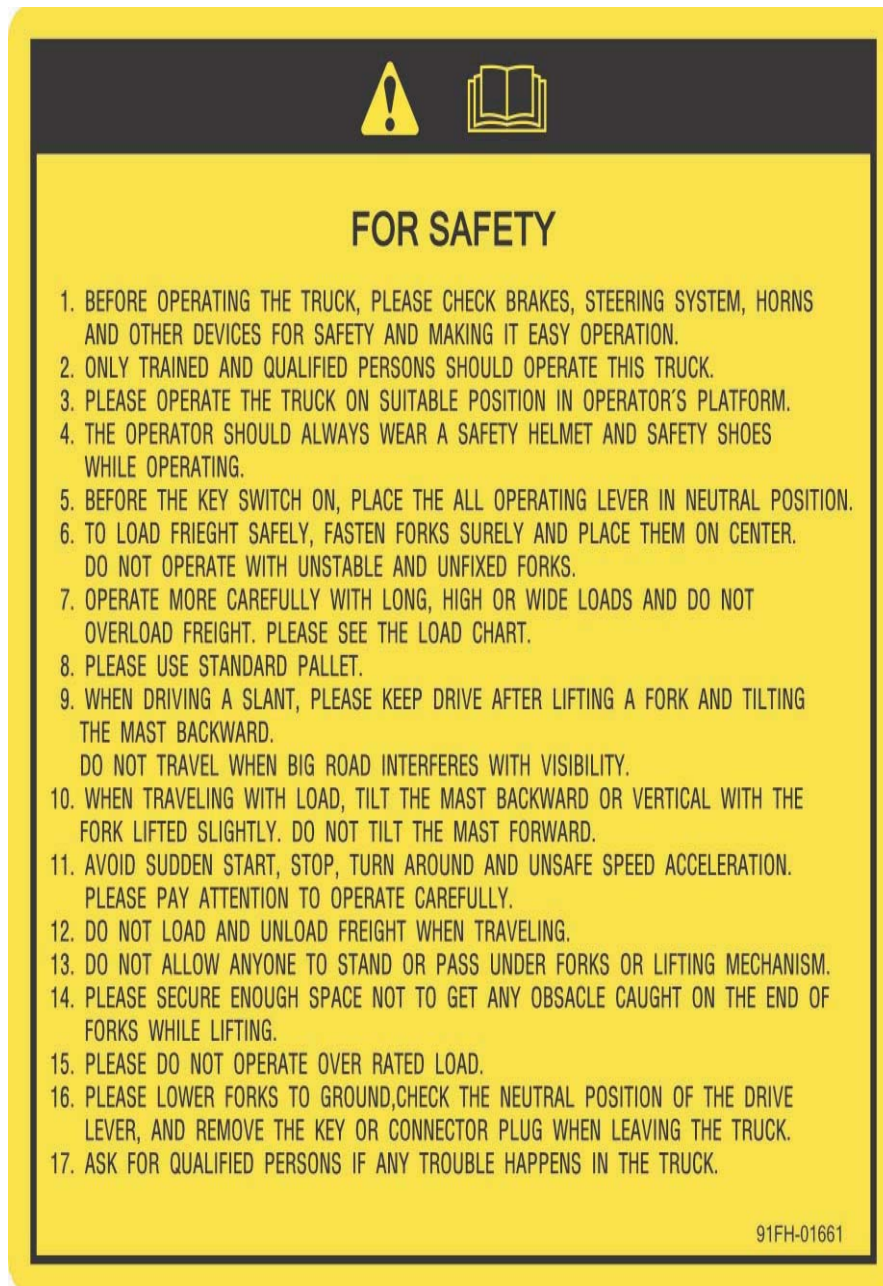 FOR SAFETY
1. BEFORE OPERATING THE TRUCK, PLEASE CHECK BRAKES, STEERING SYSTEM, HORNS
AND OTHER DEVICES FOR SAFETY AND MAKING IT EASY OPERATION.
2. ONLY TRAINED AND QUALIFIED PERSONS SHOULD OPERATE THIS TRUCK.
3. PLEASE OPERATE THE TRUCK ON SUITABLE POSITION IN OPERATOR´S PLATFORM.
4. THE OPERATOR SHOULD ALWAYS WEAR A SAFETY HELMET AND SAFETY SHOES
WHILE OPERATING.
5. BEFORE THE KEY SWITCH ON, PLACE THE ALL OPERATING LEVER IN NEUTRAL POSITION.
6. TO LOAD FRIEGHT SAFELY, FASTEN FORKS SURELY AND PLACE THEM ON CENTER.
DO NOT OPERATE WITH UNSTABLE AND UNFIXED FORKS.
7. OPERATE MORE CAREFULLY WITH LONG, HIGH OR WIDE LOADS AND DO NOT
OVERLOAD FREIGHT. PLEASE SEE THE LOAD CHART.
8. PLEASE USE STANDARD PALLET.
9. WHEN DRIVING A SLANT, PLEASE KEEP DRIVE AFTER LIFTING A FORK AND TILTING
THE MAST BACKWARD.
DO NOT TRAVEL WHEN BIG ROAD INTERFERES WITH VISIBILITY.
10. WHEN TRAVELING WITH LOAD, TILT THE MAST BACKWARD OR VERTICAL WITH THE
FORK LIFTED SLIGHTLY. DO NOT TILT THE MAST FORWARD.
11. AVOID SUDDEN START, STOP, TURN AROUND AND UNSAFE SPEED ACCELERATION.
PLEASE PAY ATTENTION TO OPERATE CAREFULLY.
12. DO NOT LOAD AND UNLOAD FREIGHT WHEN TRAVELING.
13. DO NOT ALLOW ANYONE TO STAND OR PASS UNDER FORKS OR LIFTING MECHANISM.
14. PLEASE SECURE ENOUGH SPACE NOT TO GET ANY OBSACLE CAUGHT ON THE END OF
FORKS WHILE LIFTING.
15. PLEASE DO NOT OPERATE OVER RATED LOAD.
16. PLEASE LOWER FORKS TO GROUND,CHECK THE NEUTRAL POSITION OF THE DRIVE
LEVER, AND REMOVE THE KEY OR CONNECTOR PLUG WHEN LEAVING THE TRUCK.
17. ASK FOR QUALIFIED PERSONS IF ANY TROUBLE HAPPENS IN THE TRUCK.
91FH-01661